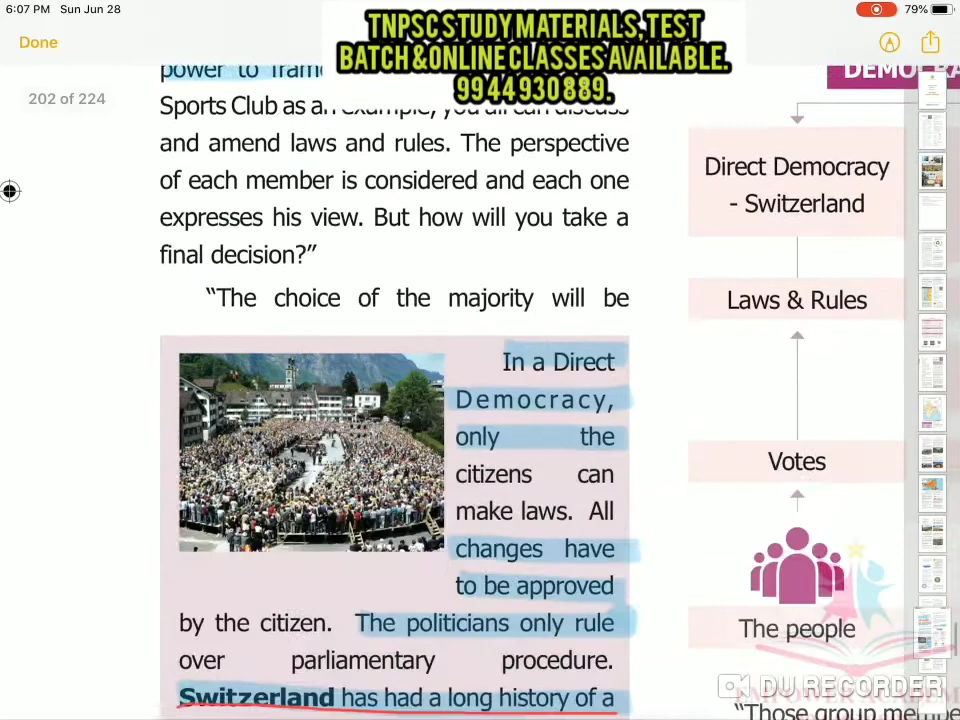 6:07 PM Sun Jun 28
79%
TNPSC STUDY MATERIALS, TEST
BATCH & ONLINE CLASSES AVAILABLE.
9944930889.
Done
202 of 224
power to frame
Sports Club as an example, you all can discuss
and amend laws and rules. The perspective
of each member is considered and each one
expresses his view. But how will you take a
final decision?”
“The choice of the majority will be
In a Direct
Democracy,
only the
citizens can
make laws. All
changes have
to be approved
by the citizen. The politicians only rule
over parliamentary procedure.
Switzerland has had a long history of a
Direct Democracy
- Switzerland
Laws & Rules
Votes
The people
DU RECORDER
“Those group